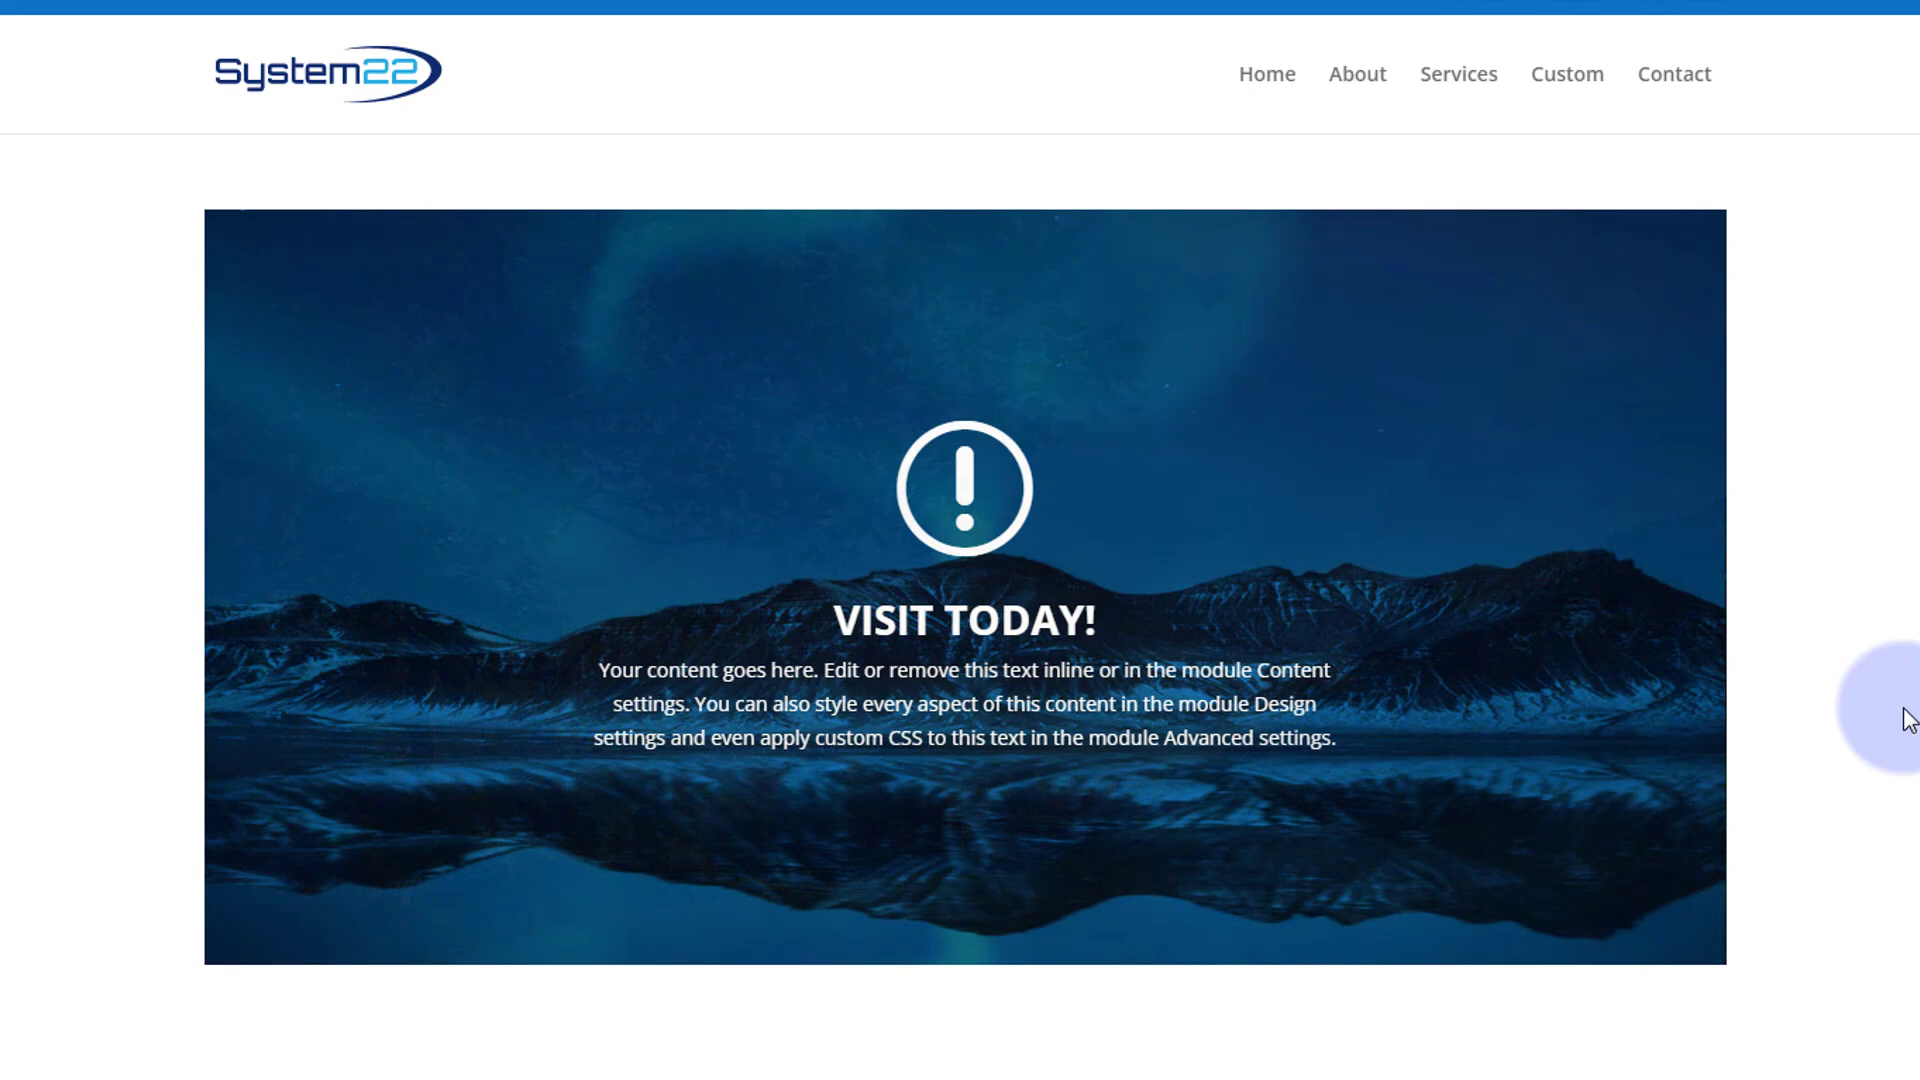 System22
Home About Services Custom Contact
VISIT TODAY!
Your content goes here. Edit or remove this text inline or in the module Content
settings. You can also style every aspect of this content in the module Design
settings and even apply custom CSS to this text in the module Advanced settings.